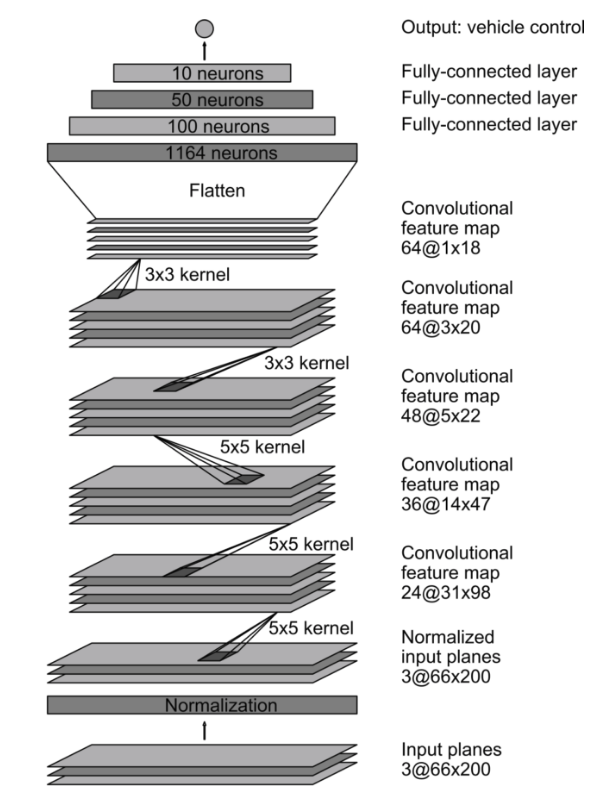 Output: vehicle control
10 neurons
Fully-connected layer
50 neurons
Fully-connected layer
100 neurons
Fully-connected layer
1164 neurons
Flatten
Convolutional
feature map
64@1x18
3x3 kernel
Convolutional
feature map
64@3x20
3x3 kernel
Convolutional
feature map
48@5x22
5x5 kernel
Convolutional
feature map
36@14x47
5x5 kernel
Convolutional
feature map
24@31x98
5x5 kernel
Normalized
input planes
3@66x200
Normalization
Input planes
3@66x200